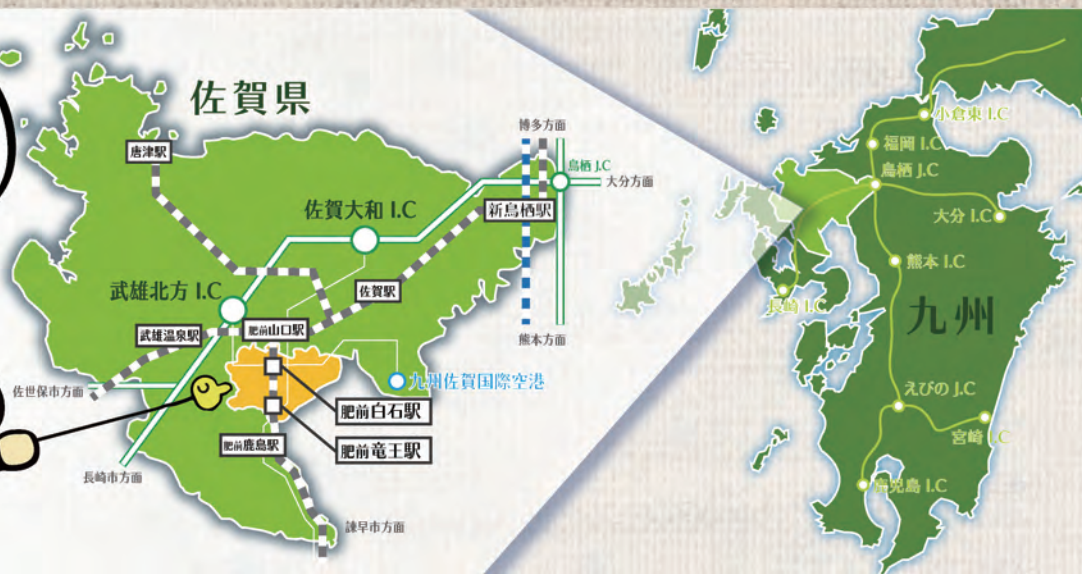 佐賀県
博多方面
唐津駅
鳥栖 J.C
大分方面
佐賀大和 I.C
新鳥栖駅
武雄北方 I.C
佐賀駅
肥前山口駅
武雄温泉駅
熊本方面
佐世保市方面
九州佐賀国際空港
肥前白石駅
肥前鹿島駅
肥前竜王駅
長崎市方面
諫早市方面
小倉東 I.C
福岡 I.C
鳥栖 J.C
大分 I.C
熊本 I.C
長崎 I.C
九州
えびの J.C
宮崎 I.C
鹿児島 I.C